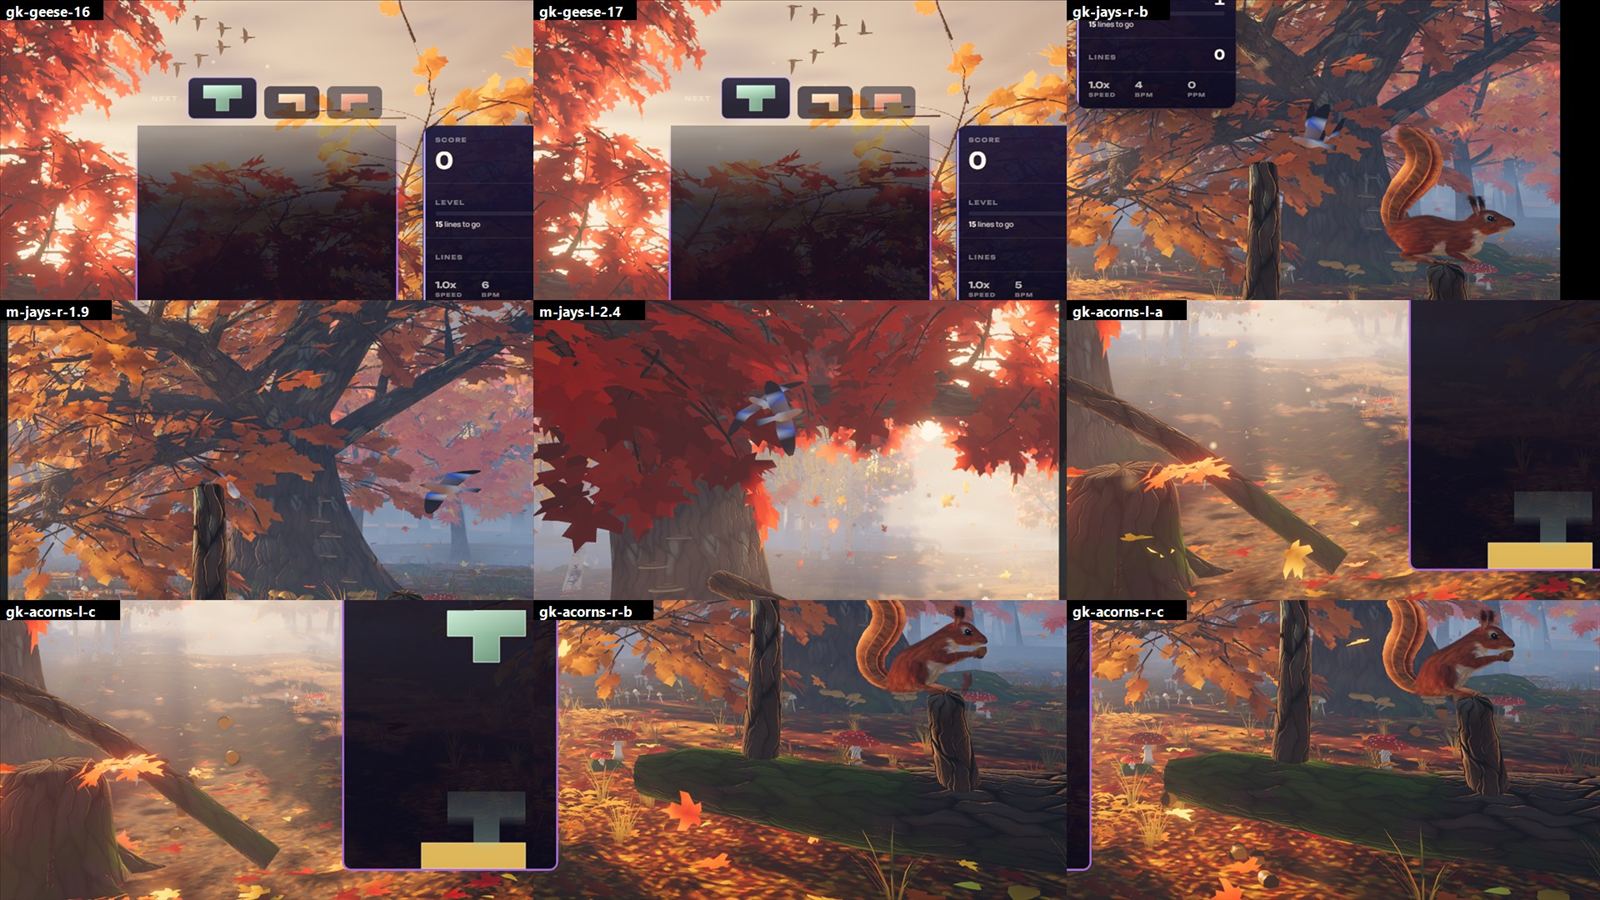 gk-geese-16
NEXT
SCORE
0
LEVEL
15 lines to go
LINES
1.0x
SPEED
6
BPM
gk-geese-17
NEXT
SCORE
0
LEVEL
15 lines to go
LINES
1.0x
SPEED
5
BPM
gk-jays-r-b
1
15 lines to go
LINES
0
1.0x
SPEED
4
BPM
0
PPM
m-jays-r-1.9
m-jays-l-2.4
gk-acorns-l-a
gk-acorns-l-c
gk-acorns-r-b
gk-acorns-r-c